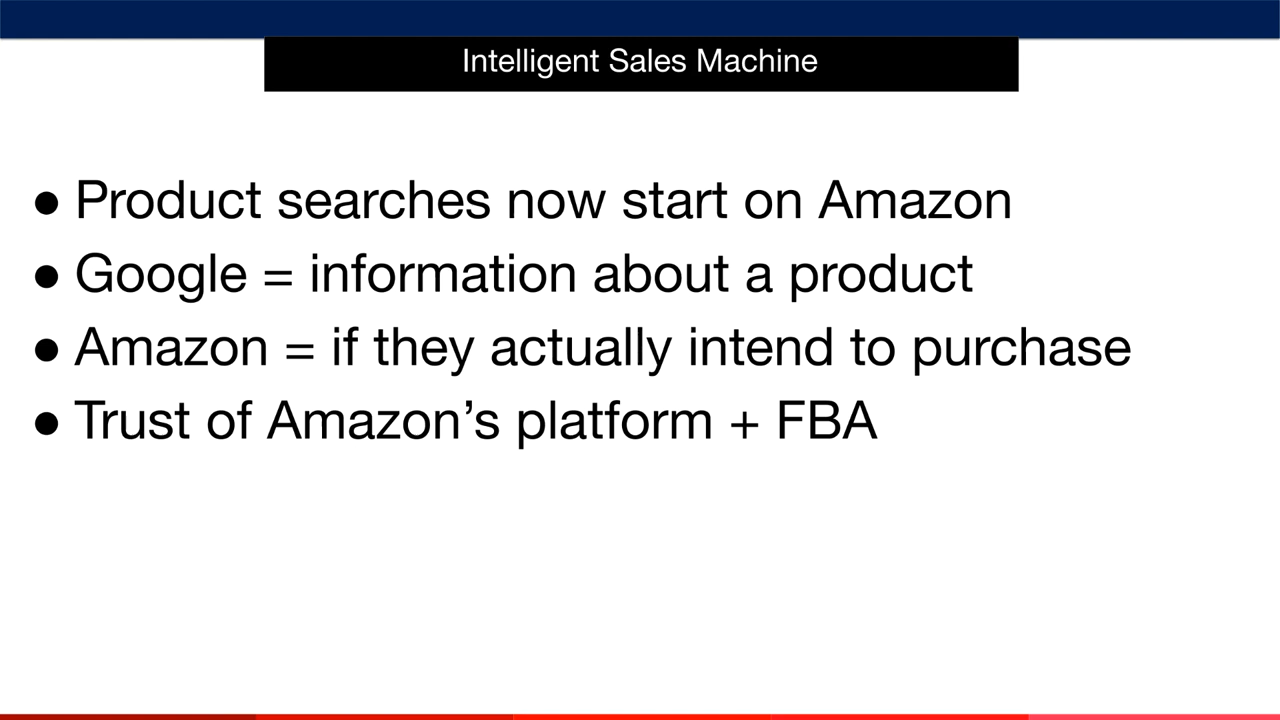 Intelligent Sales Machine
● Product searches now start on Amazon
● Google = information about a product
● Amazon = if they actually intend to purchase
● Trust of Amazon’s platform + FBA